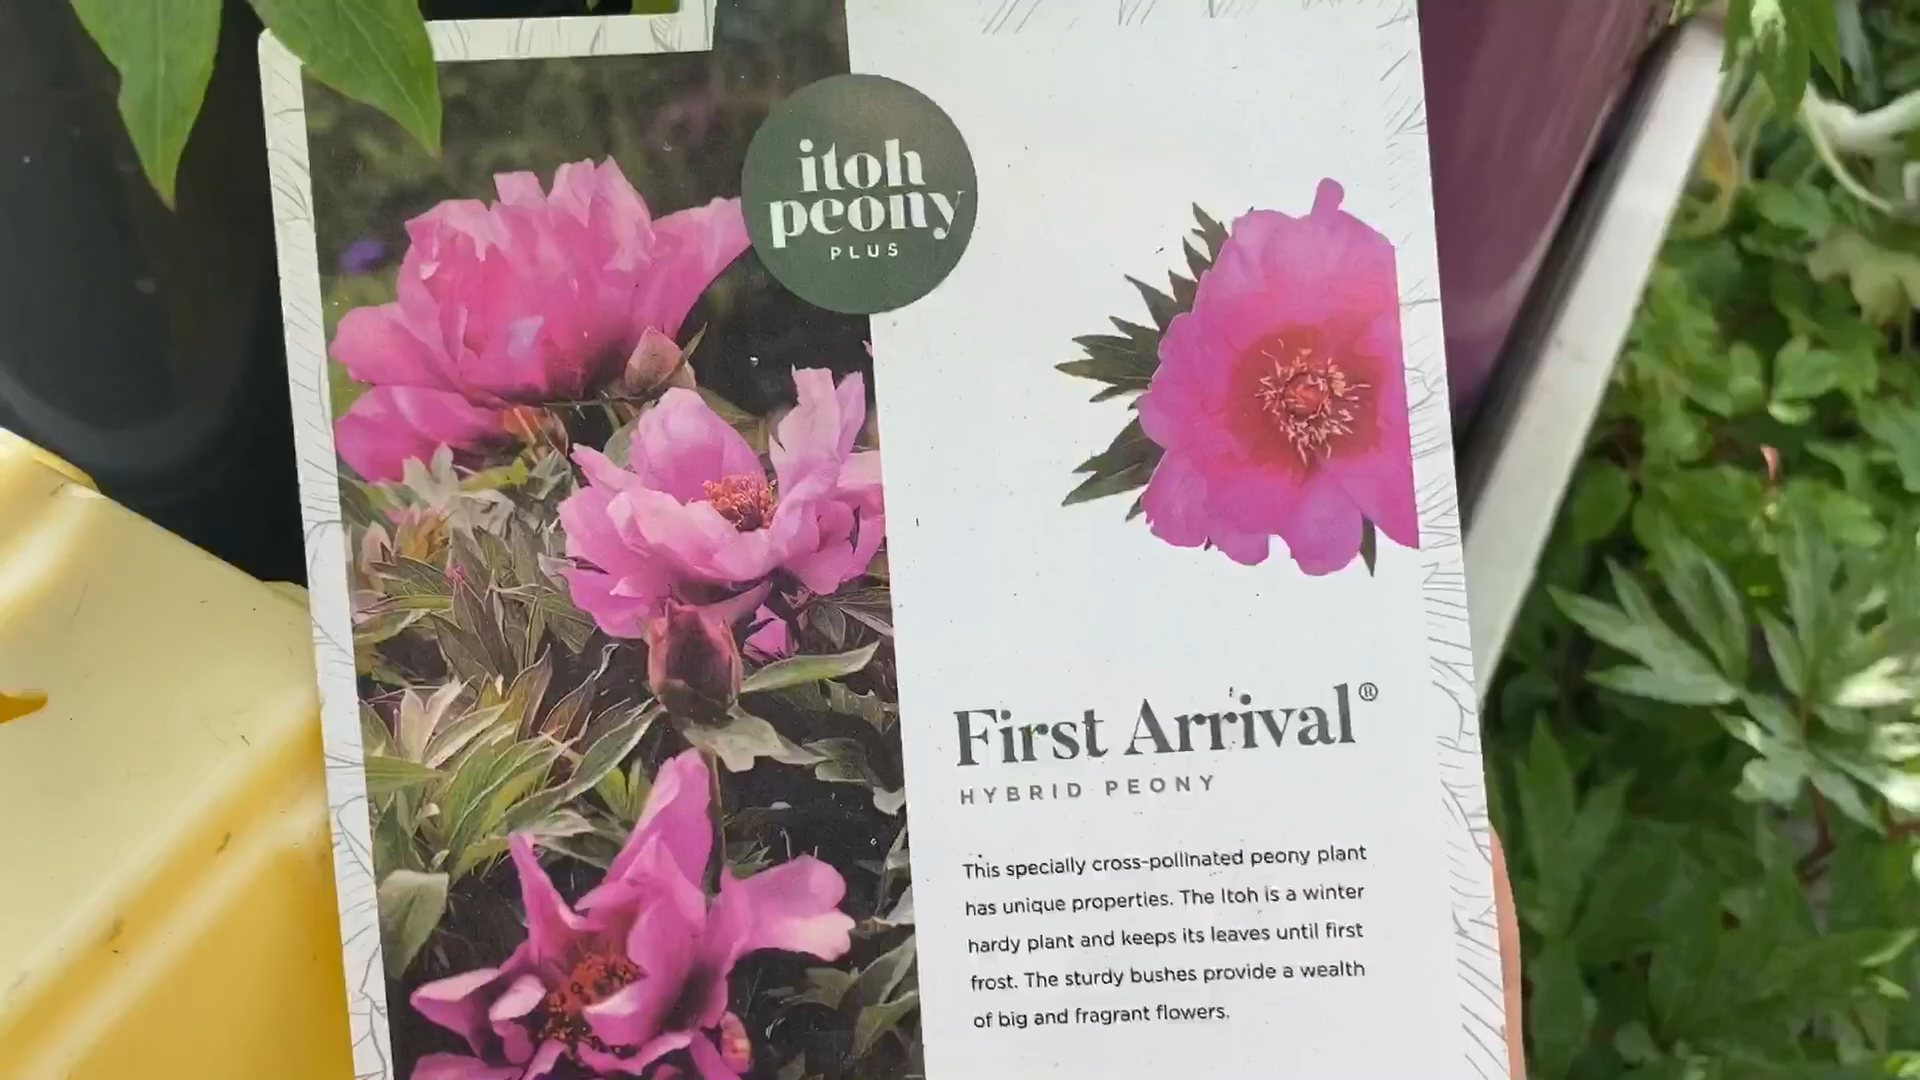 itoh
peony
PLUS
First Arrival®
HYBRID PEONY
This specially cross-pollinated peony plant
has unique properties. The Itoh is a winter
hardy plant and keeps its leaves until first
frost. The sturdy bushes provide a wealth
of big and fragrant flowers.